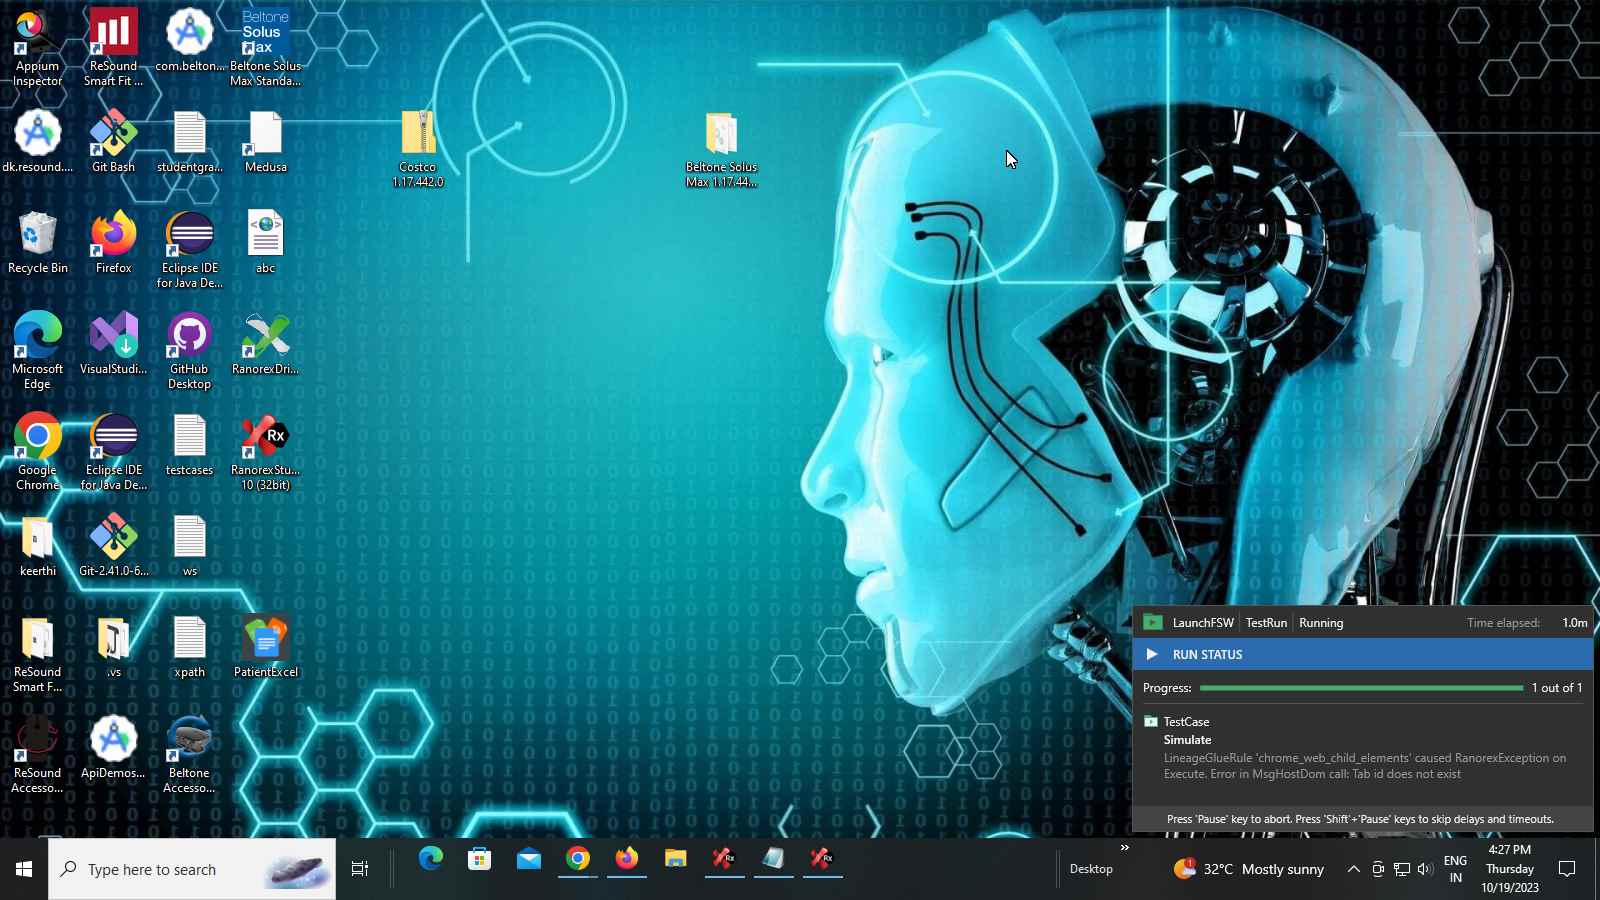 Appium
Inspector
ReSound
Smart Fit ...
com.belton...
Beltone
Solus
Max
Beltone Solus
Max Standa...
dk.resound....
Git Bash
studentgra...
Medusa
Costco
1.17.442.0
Beltone Solus
Max 1.17.44...
Recycle Bin
Firefox
Eclipse IDE
for Java De...
abc
Microsoft
Edge
VisualStudi...
GitHub
Desktop
RanorexDri...
Google
Chrome
Eclipse IDE
for Java De...
testcases
Rx
RanorexStu...
10 (32bit)
keerthi
Git-2.41.0-6...
ws
ReSound
Smart F...
.vs
xpath
PatientExcel
ReSound
Accesso...
ApiDemos...
Beltone
Accesso...
LaunchFSW TestRun Running Time elapsed: 1.0m
RUN STATUS
Progress: 1 out of 1
TestCase
Simulate
LineageGlueRule 'chrome_web_child_elements' caused RanorexException on
Execute. Error in MsgHostDom call: Tab id does not exist
Press 'Pause' key to abort. Press 'Shift'+'Pause' keys to skip delays and timeouts.
Type here to search
Rx
Rx
Desktop
»
1
32°C Mostly sunny
ENG
IN
4:27 PM
Thursday
10/19/2023